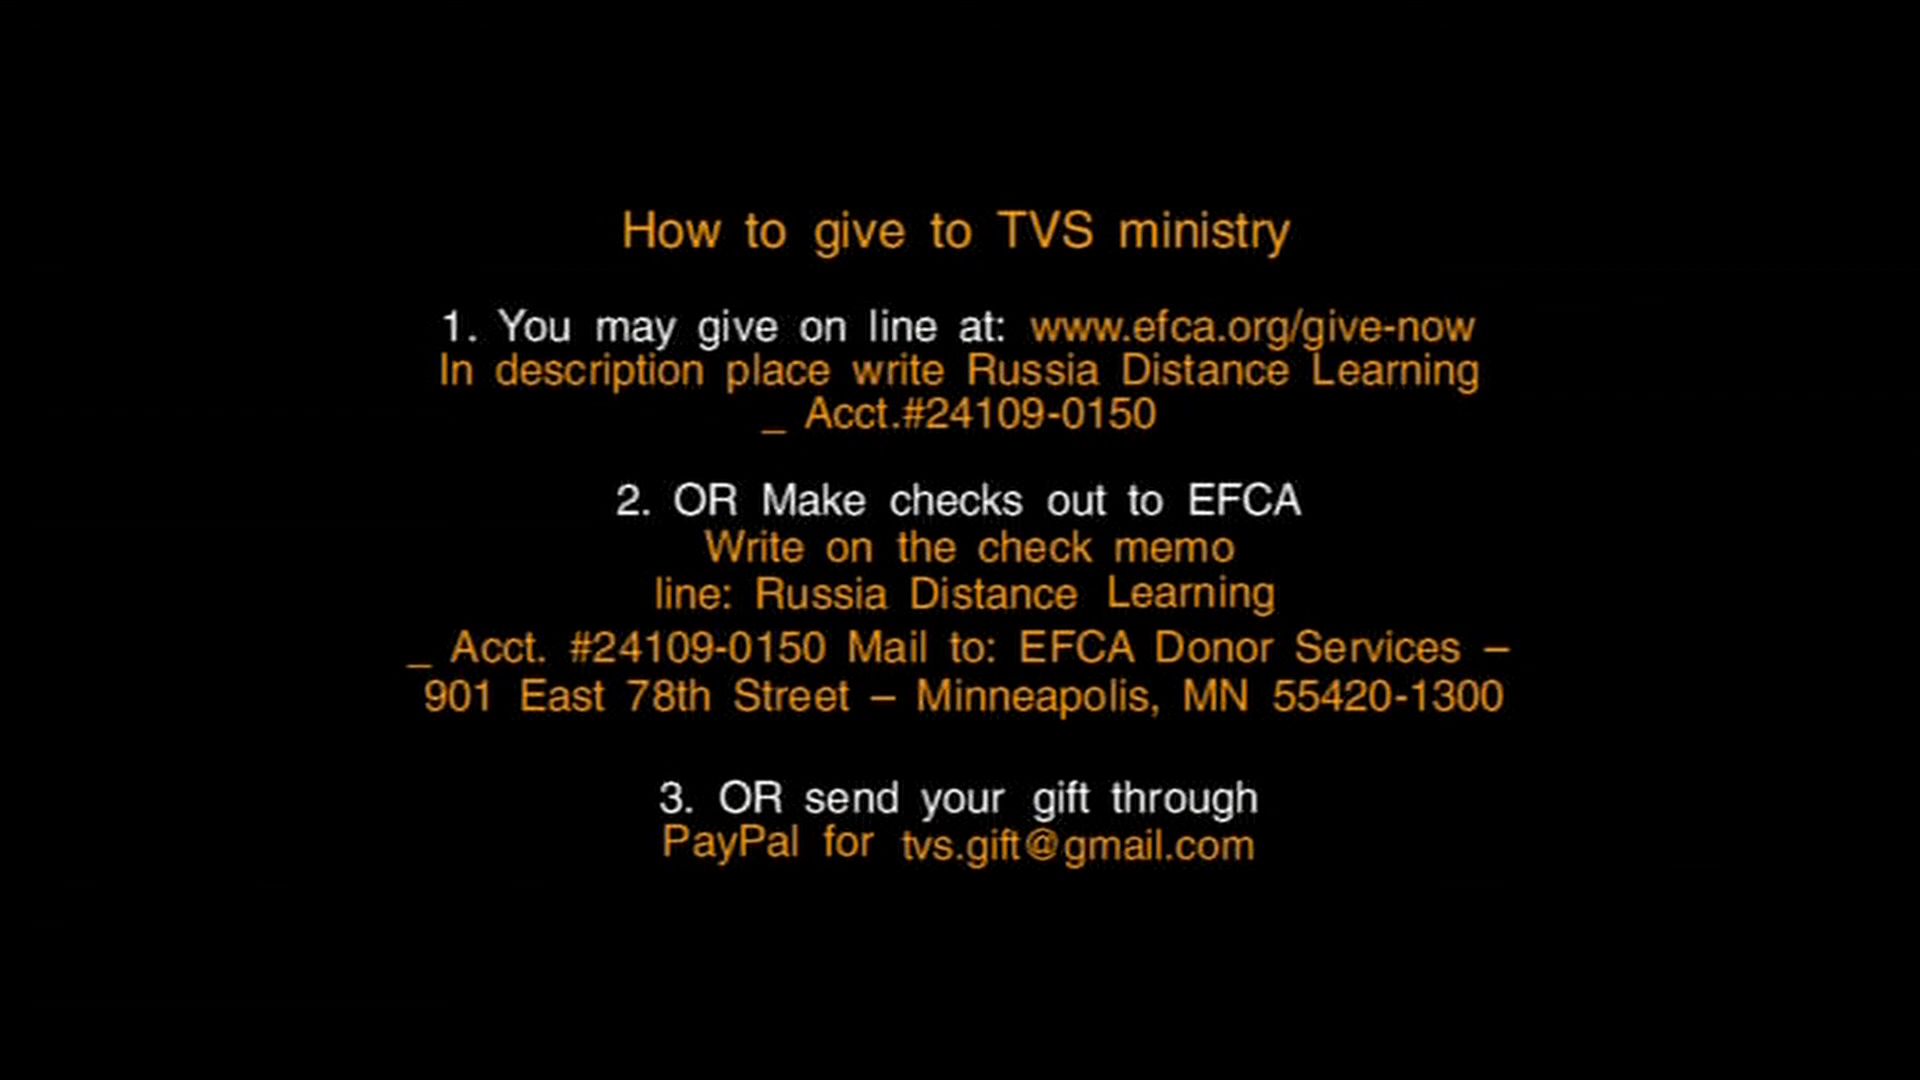 How to give to TVS ministry
1. You may give on line at: www.efca.org/give-now
In description place write Russia Distance Learning
_ Acct.#24109-0150
2. OR Make checks out to EFCA
Write on the check memo
line: Russia Distance Learning
_ Acct. #24109-0150 Mail to: EFCA Donor Services –
901 East 78th Street – Minneapolis, MN 55420-1300
3. OR send your gift through
PayPal for tvs.gift@gmail.com